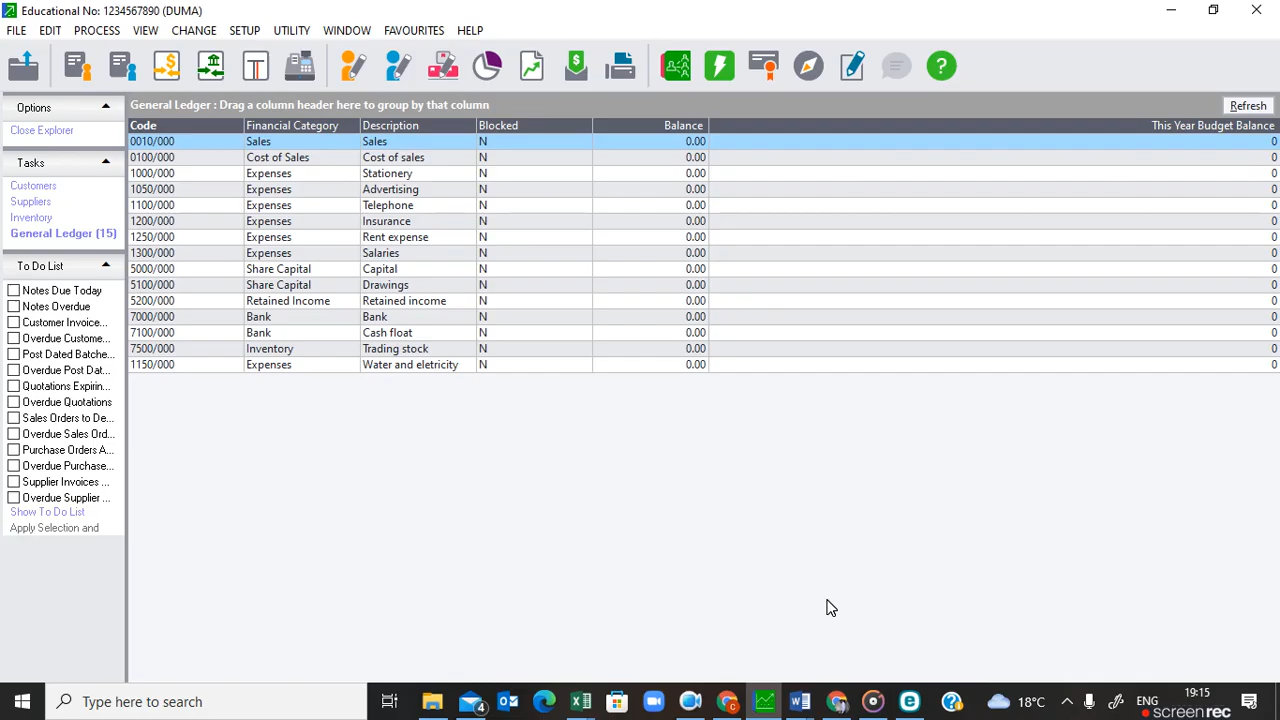 Educational No: 1234567890 (DUMA)
FILE EDIT PROCESS VIEW CHANGE SETUP UTILITY WINDOW FAVOURITES HELP
Options
Close Explorer
Tasks
Customers
Suppliers
Inventory
General Ledger (15)
To Do List
Notes Due Today
Notes Overdue
Customer Invoice...
Overdue Custome...
Post Dated Batche...
Overdue Post Dat...
Quotations Expirin...
Overdue Quotations
Sales Orders to De...
Overdue Sales Ord...
Purchase Orders A...
Overdue Purchase...
Supplier Invoices ...
Overdue Supplier ...
Show To Do List
Apply Selection and
General Ledger : Drag a column header here to group by that column Refresh
Code Financial Category Description Blocked Balance This Year Budget Balance
0010/000 Sales Sales N 0.00 0
0100/000 Cost of Sales Cost of sales N 0.00 0
1000/000 Expenses Stationery N 0.00 0
1050/000 Expenses Advertising N 0.00 0
1100/000 Expenses Telephone N 0.00 0
1200/000 Expenses Insurance N 0.00 0
1250/000 Expenses Rent expense N 0.00 0
1300/000 Expenses Salaries N 0.00 0
5000/000 Share Capital Capital N 0.00 0
5100/000 Share Capital Drawings N 0.00 0
5200/000 Retained Income Retained income N 0.00 0
7000/000 Bank Bank N 0.00 0
7100/000 Bank Cash float N 0.00 0
7500/000 Inventory Trading stock N 0.00 0
1150/000 Expenses Water and eletricity N 0.00 0
Type here to search
4
18°C
ENG
19:15
SCREENREC